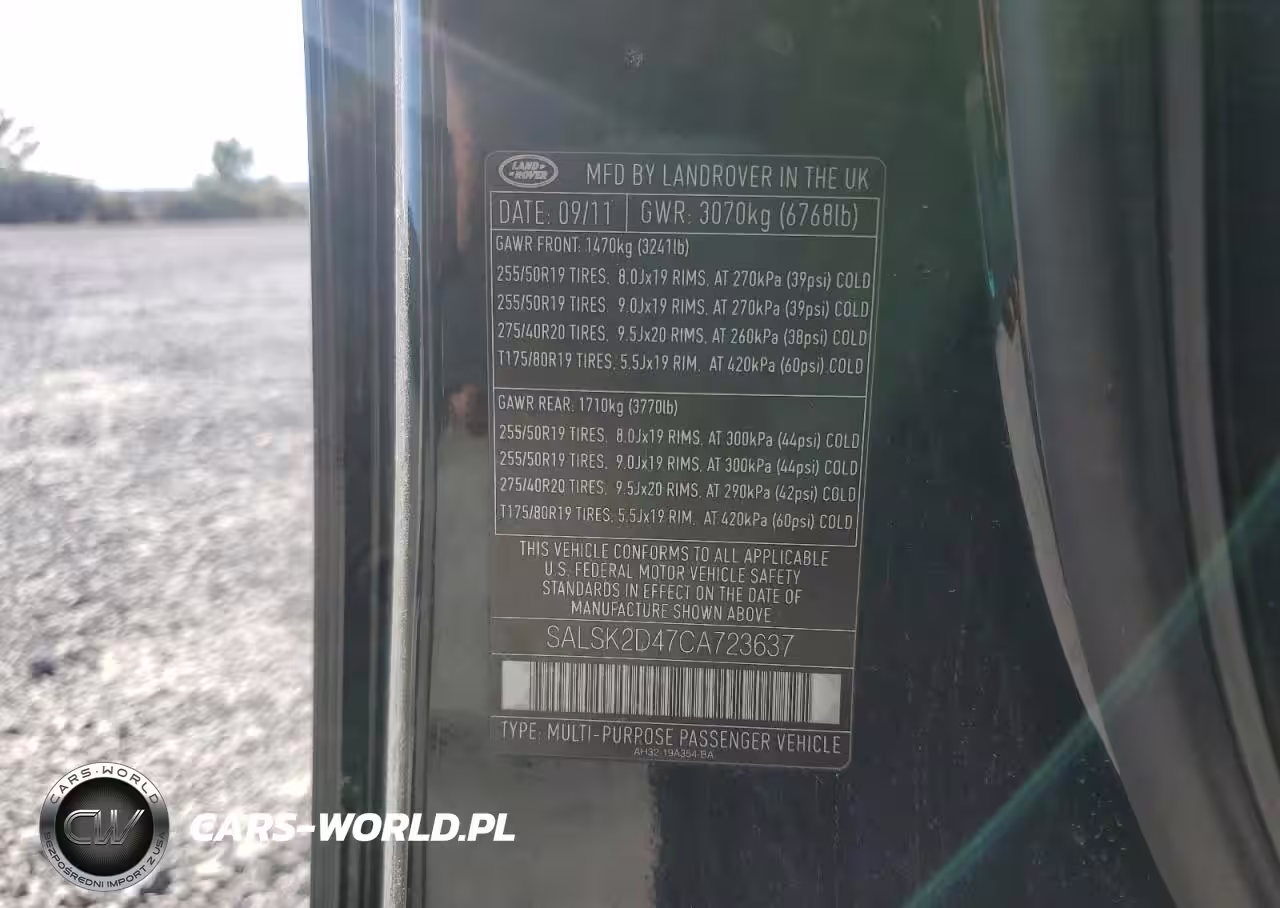 LAND ROVER
MFD BY LANDROVER IN THE UK
DATE: 09/11 GWR: 3070kg (6768lb)
GAWR FRONT: 1470kg (3241lb)
255/50R19 TIRES, 8.0Jx19 RIMS, AT 270kPa (39psi) COLD
255/50R19 TIRES, 9.0Jx19 RIMS, AT 270kPa (39psi) COLD
275/40R20 TIRES, 9.5Jx20 RIMS, AT 260kPa (38psi) COLD
T175/80R19 TIRES, 5.5Jx19 RIM, AT 420kPa (60psi) COLD
GAWR REAR: 1710kg (3770lb)
255/50R19 TIRES, 8.0Jx19 RIMS, AT 300kPa (44psi) COLD
255/50R19 TIRES, 9.0Jx19 RIMS, AT 300kPa (44psi) COLD
275/40R20 TIRES, 9.5Jx20 RIMS, AT 290kPa (42psi) COLD
T175/80R19 TIRES, 5.5Jx19 RIM, AT 420kPa (60psi) COLD
THIS VEHICLE CONFORMS TO ALL APPLICABLE
U.S. FEDERAL MOTOR VEHICLE SAFETY
STANDARDS IN EFFECT ON THE DATE OF
MANUFACTURE SHOWN ABOVE
SALSK2D47CA723637
TYPE: MULTI-PURPOSE PASSENGER VEHICLE
AH32-19A354-BA
CARS-WORLD
CW
BEZPOŚREDNI IMPORT Z USA
CARS-WORLD.PL